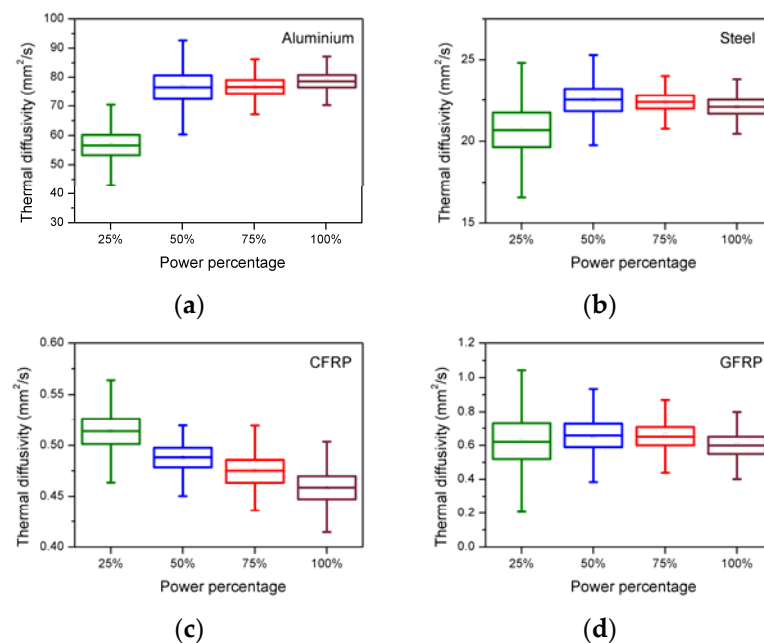 100
90
80
70
60
50
40
30
Thermal diffusivity (mm²/s)
Aluminium
25% 50% 75% 100%
Power percentage
(a)
25
20
15
Thermal diffusivity (mm²/s)
Steel
25% 50% 75% 100%
Power percentage
(b)
0.60
0.55
0.50
0.45
0.40
Thermal diffusivity (mm²/s)
CFRP
25% 50% 75% 100%
Power percentage
(c)
1.2
1.0
0.8
0.6
0.4
0.2
0.0
Thermal diffusivity (mm²/s)
GFRP
25% 50% 75% 100%
Power percentage
(d)